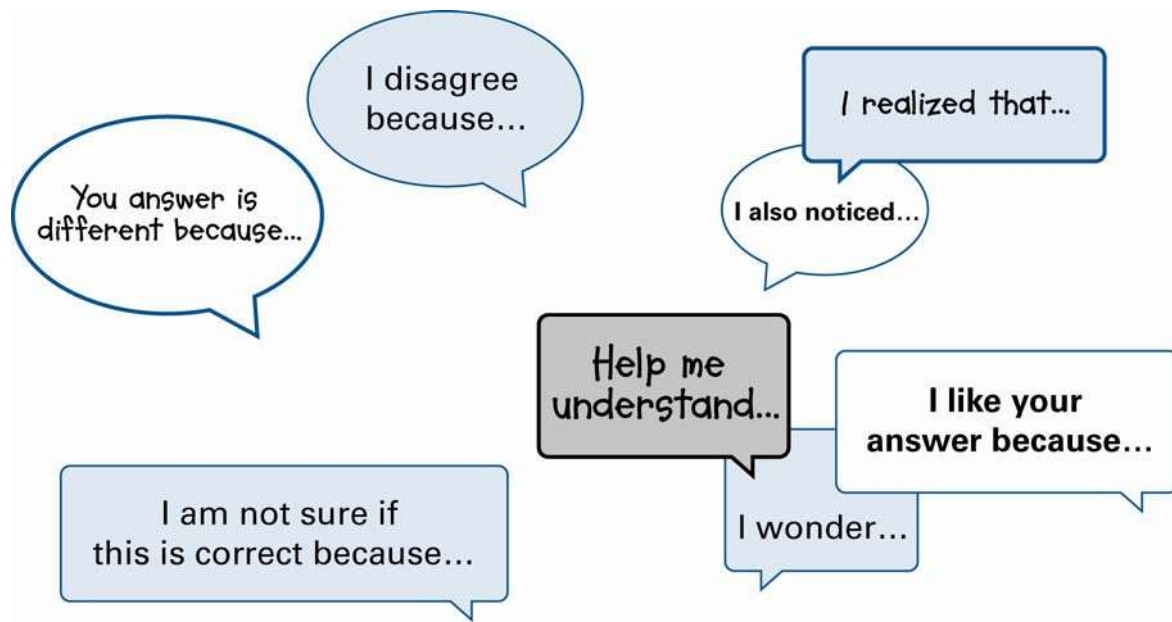 I disagree
because...
I realized that...
You answer is
different because...
I also noticed...
Help me
understand...
I like your
answer because...
I am not sure if
this is correct because...
I wonder...